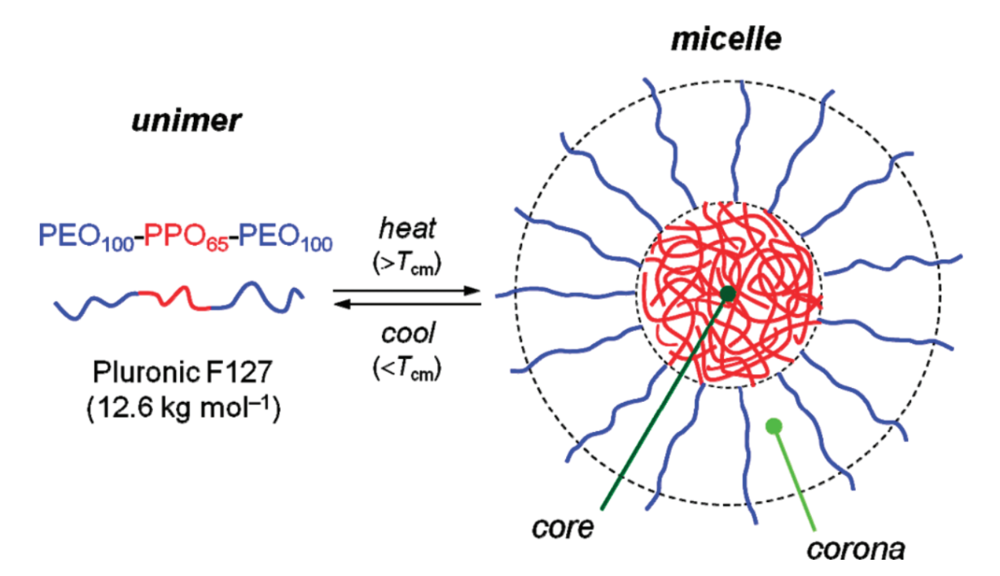 micelle
unimer
PEO₁₀₀-PPO₆₅-PEO₁₀₀
heat
(>Tcm)
cool
(<Tcm)
Pluronic F127
(12.6 kg mol⁻¹)
core
corona